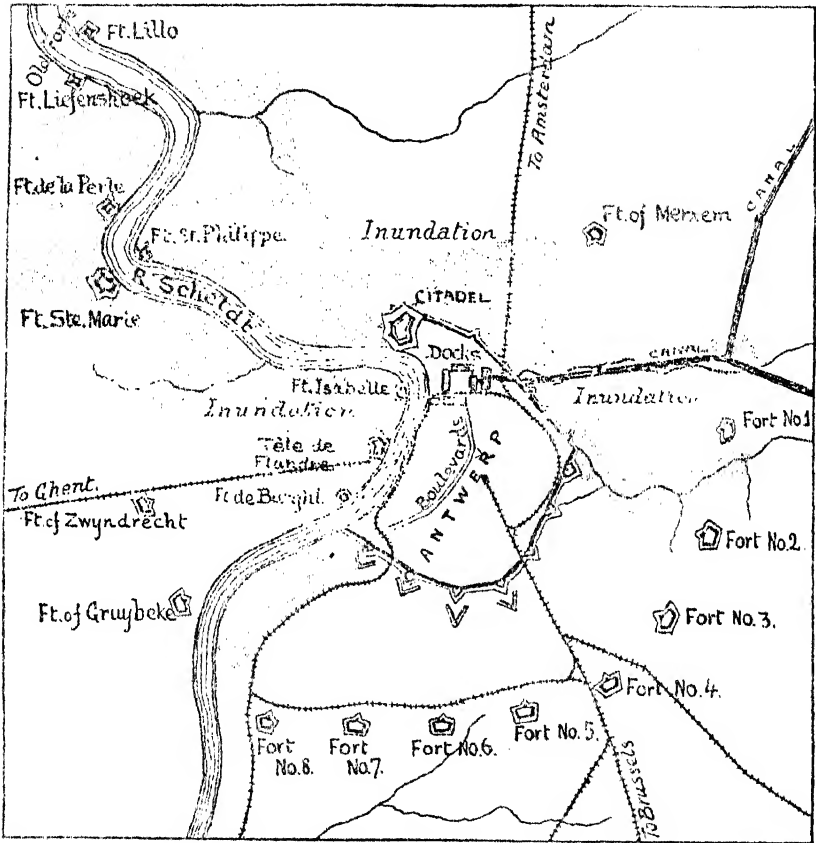 Ft. Lillo
Old Forts
Ft. Liefenshoek
To Amsterdam
CANAL
Ft. de la Perle
Ft. St. Philippe.
Inundation
Ft. of Merxem
R. Scheldt
Ft. Ste. Marie
CITADEL
Docks
CANAL
Ft. Isabelle
Inundation
Inundation
Fort No. 1
Tête de
Flandre
Boulevards
ANTWERP
To Ghent.
Ft. de Burght.
Ft. of Zwyndrecht
Fort No. 2.
Ft. of Gruybeke
Fort No. 3.
Fort No. 4.
Fort
No. 8.
Fort
No. 7.
Fort No. 6.
Fort No. 5.
To BRUSSELS